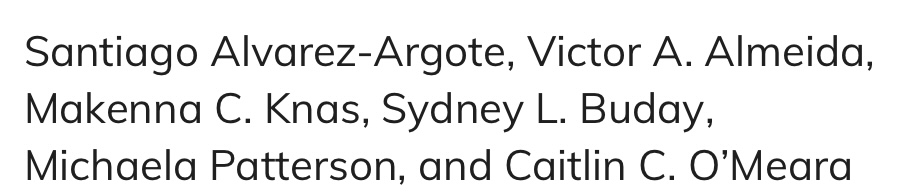 Santiago Alvarez-Argote, Victor A. Almeida,
Makenna C. Knas, Sydney L. Buday,
Michaela Patterson, and Caitlin C. O’Meara